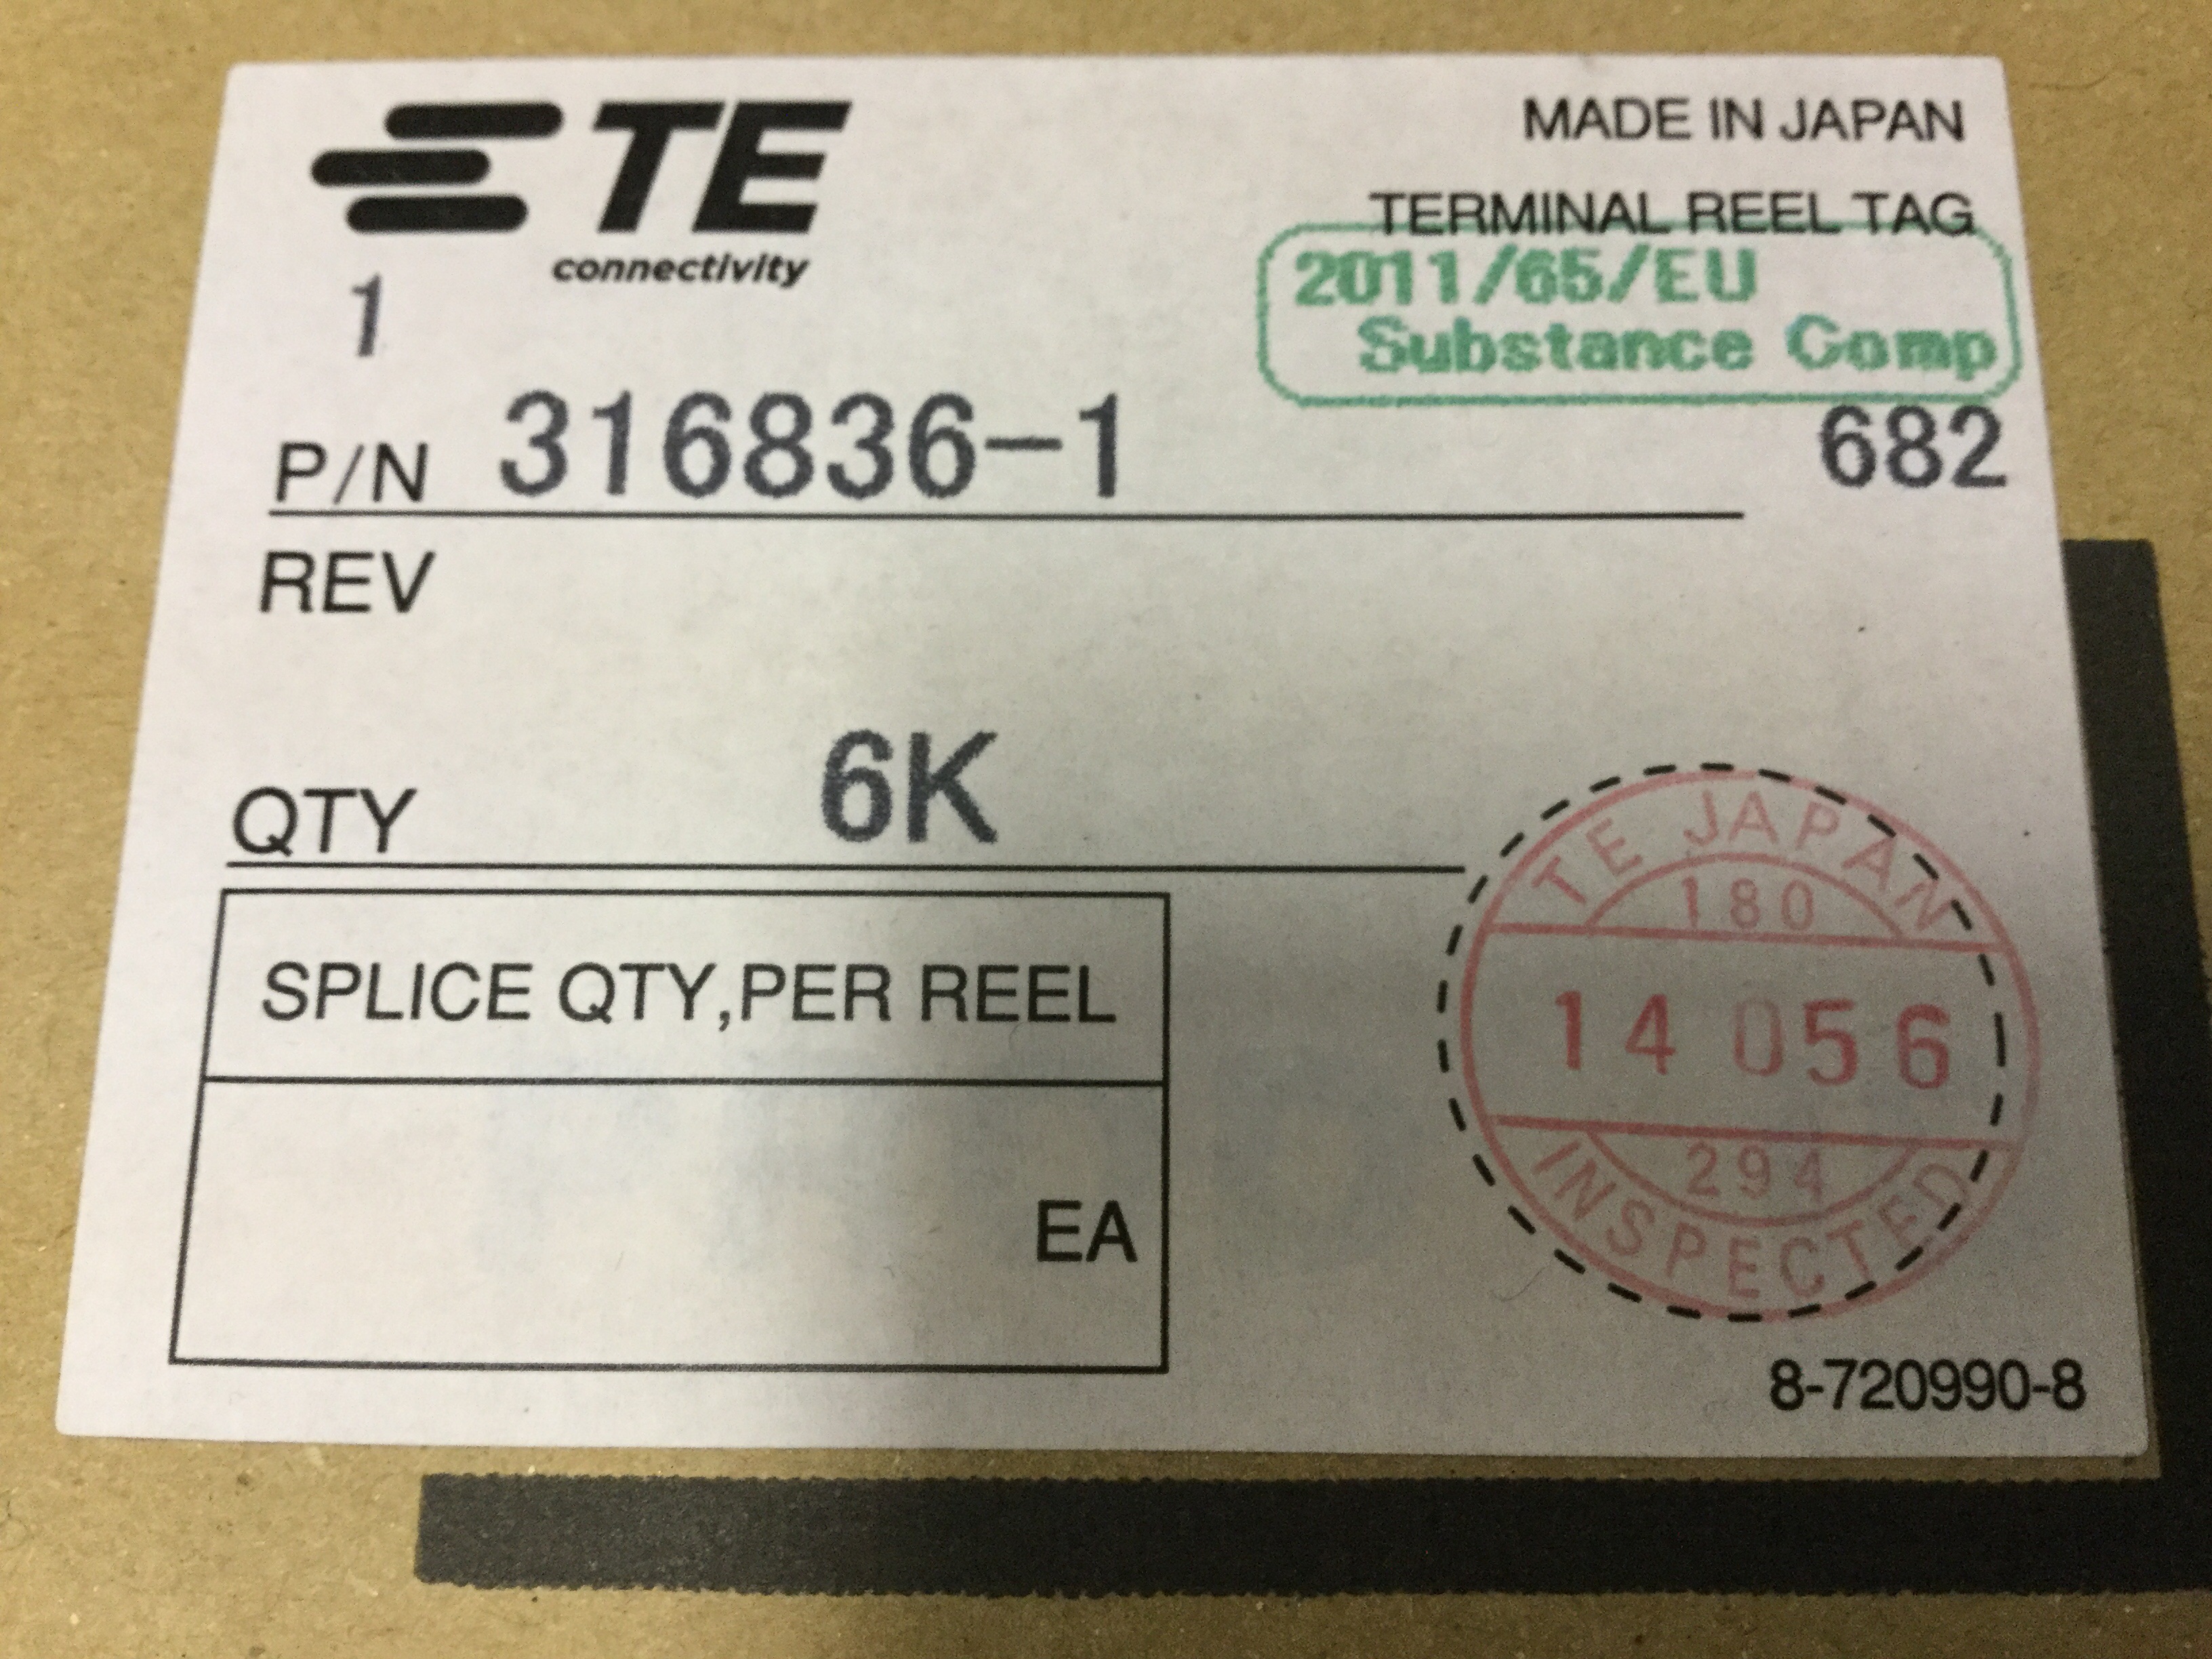 TE
connectivity
MADE IN JAPAN
TERMINAL REEL TAG
2011/65/EU
Substance Comp
1
P/N 316836-1
682
REV
QTY 6K
SPLICE QTY,PER REEL
EA
TE JAPAN
180
14 056
294
INSPECTED
8-720990-8